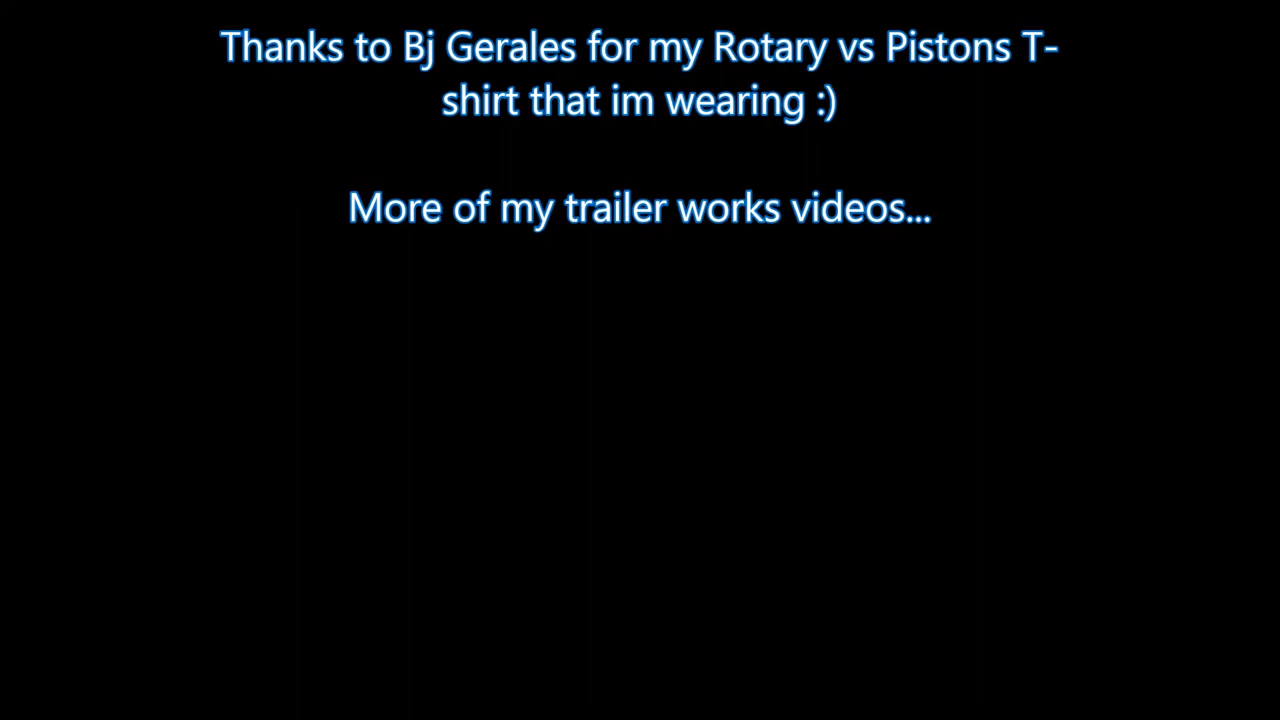 Thanks to Bj Gerales for my Rotary vs Pistons T-
shirt that im wearing :)
More of my trailer works videos...